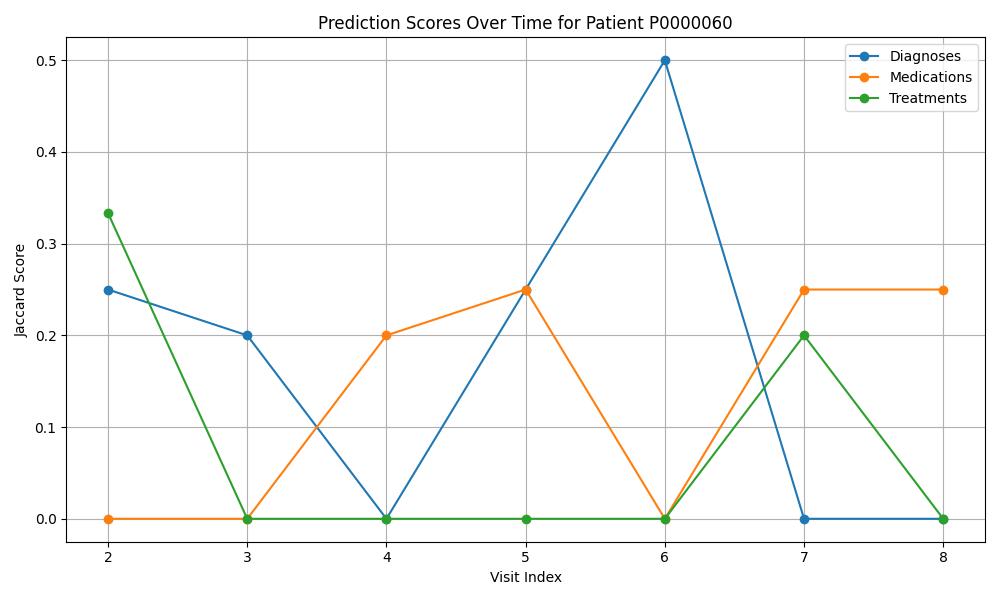 Prediction Scores Over Time for Patient P0000060
Diagnoses
Medications
Treatments
Jaccard Score
0.5
0.4
0.3
0.2
0.1
0.0
2 3 4 5 6 7 8
Visit Index